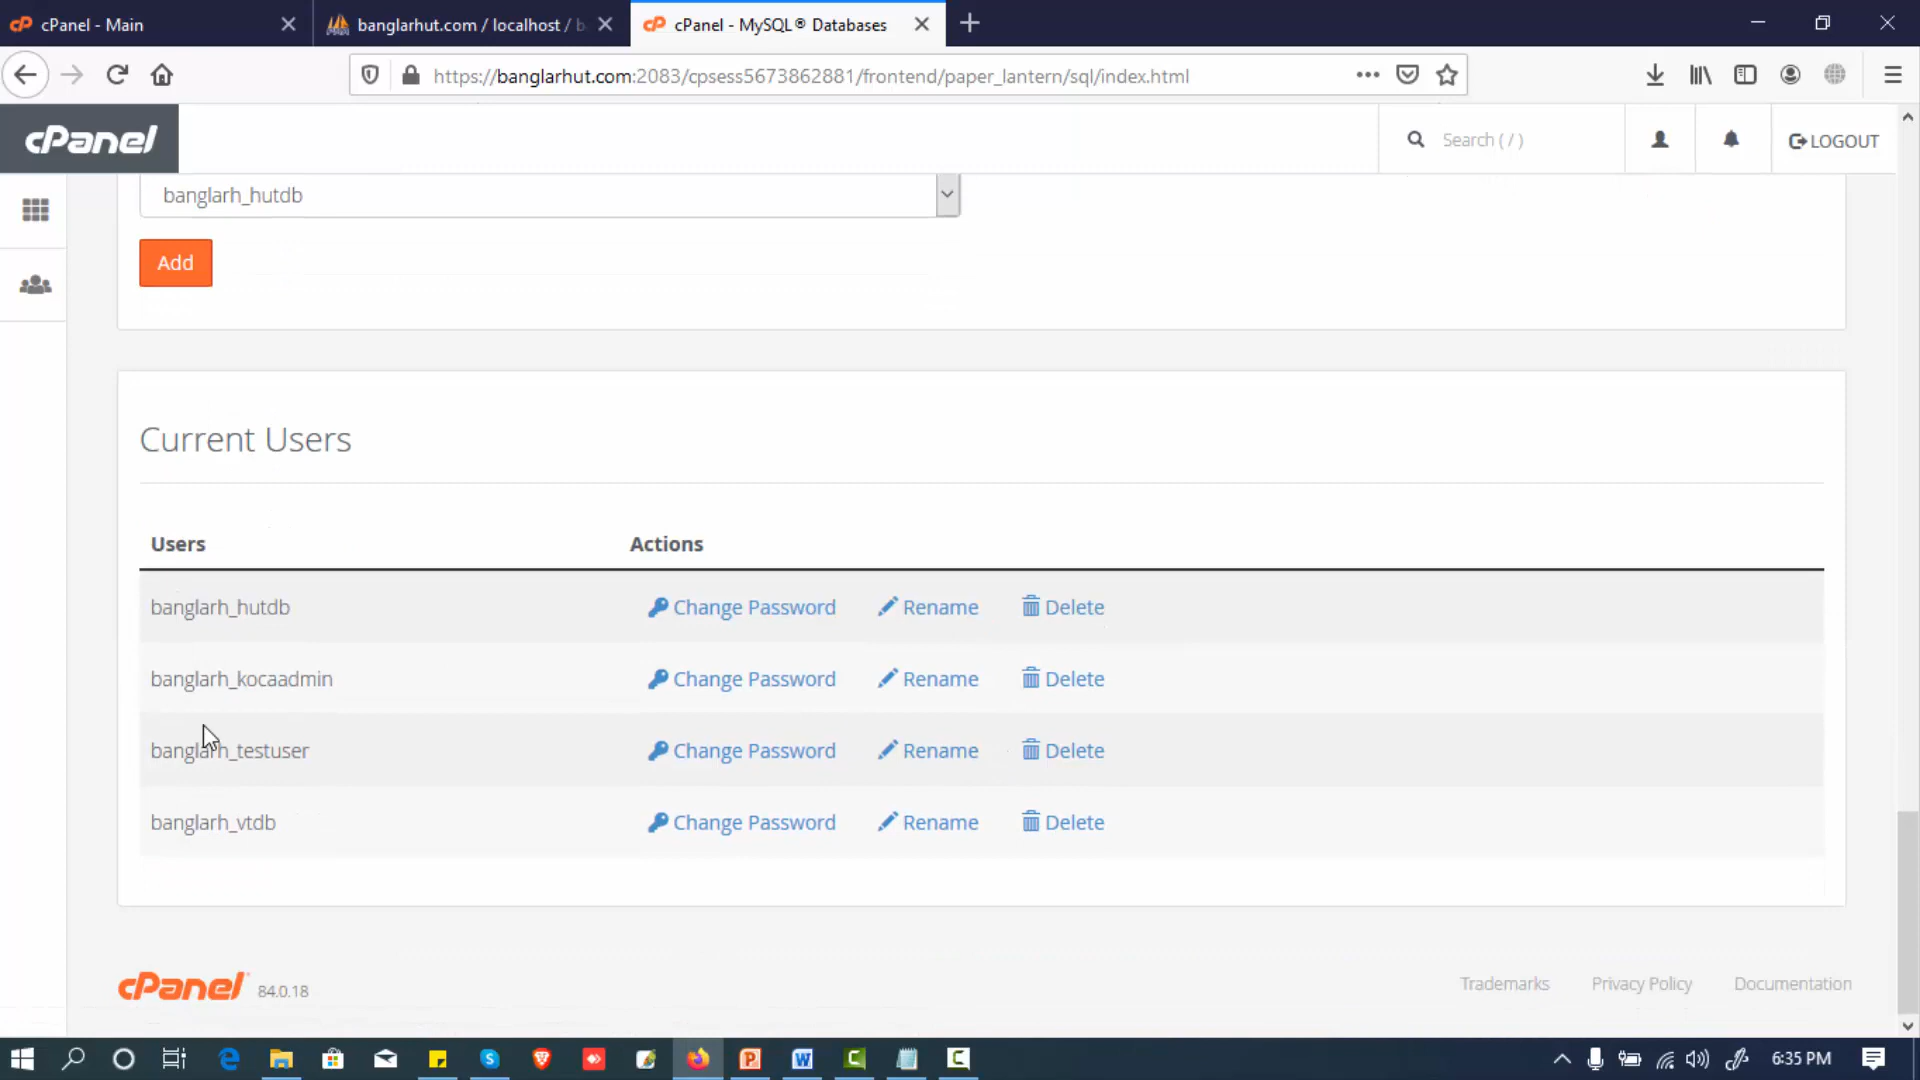 cPanel - Main
banglarhut.com / localhost / b
cPanel - MySQL® Databases
https://banglarhut.com:2083/cpsess5673862881/frontend/paper_lantern/sql/index.html
cPanel
Search ( / )
LOGOUT
banglarh_hutdb
Add
Current Users
Users Actions
banglarh_hutdb Change Password Rename Delete
banglarh_kocaadmin Change Password Rename Delete
banglarh_testuser Change Password Rename Delete
banglarh_vtdb Change Password Rename Delete
cPanel 84.0.18
Trademarks Privacy Policy Documentation
6:35 PM